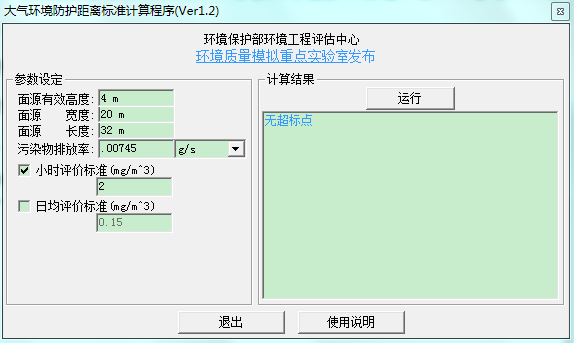 大气环境防护距离标准计算程序(Ver1.2)
环境保护部环境工程评估中心
环境质量模拟重点实验室发布
参数设定
面源有效高度: 4 m
面源 宽度: 20 m
面源 长度: 32 m
污染物排放率: .00745 g/s
小时评价标准(mg/m^3)
2
日均评价标准(mg/m^3)
0.15
计算结果
运行
无超标点
退出
使用说明